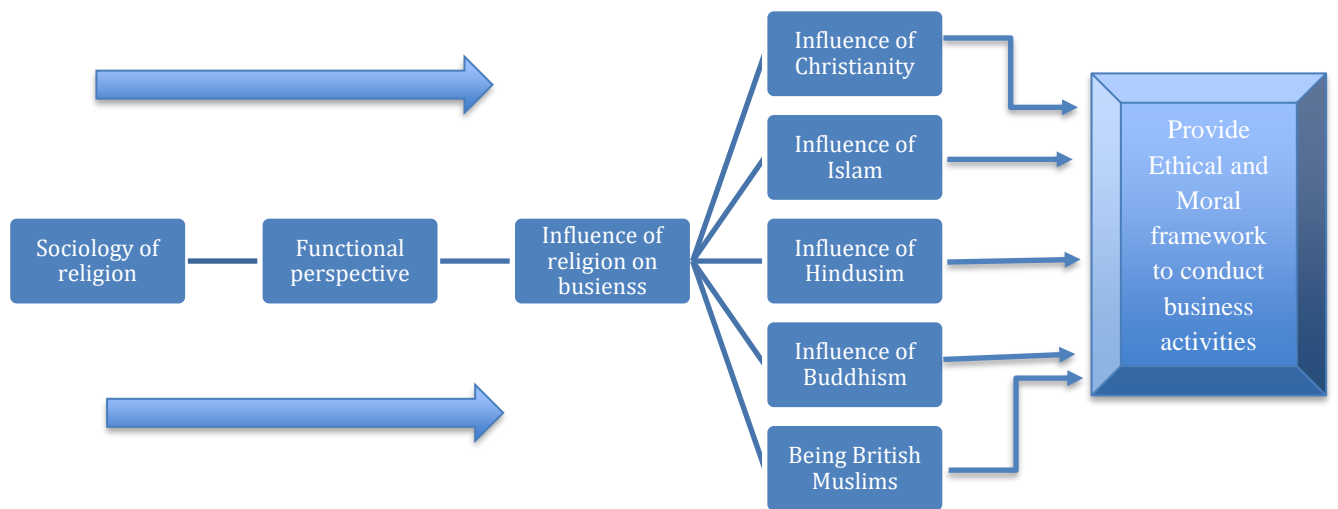 Sociology of
religion
Functional
perspective
Influence of
religion on
busienss
Influence of
Christianity
Influence of
Islam
Influence of
Hindusim
Influence of
Buddhism
Being British
Muslims
Provide
Ethical and
Moral
framework
to conduct
business
activities